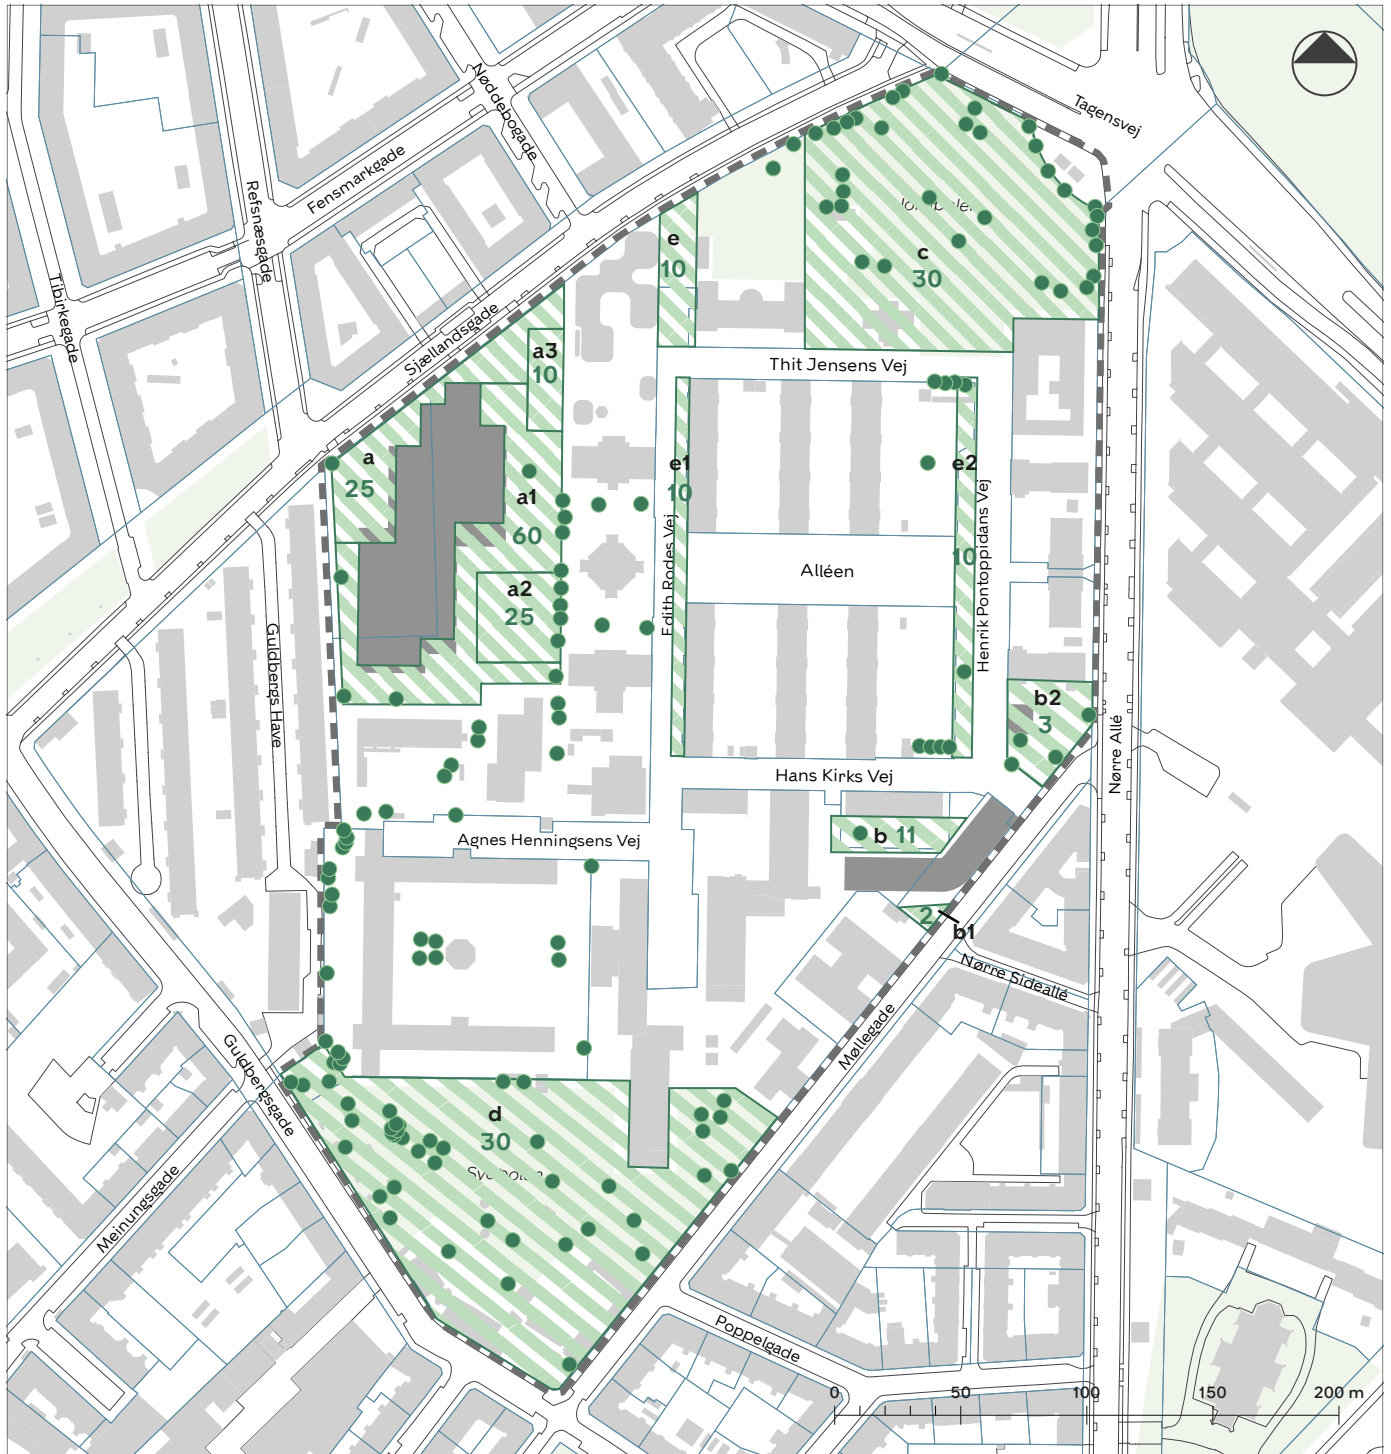 Tagensvej
Nøddebogade
Fensmarkgade
Refsnæsgade
Tibirkegade
Sjællandsgade
e
10
c
30
Thit Jensens Vej
a3
10
a
25
a1
60
a2
25
e1
10
e2
10
Edith Rodes Vej
Henrik Pontoppidans Vej
Alléen
Guldbergs Have
b2
3
Nørre Allé
Hans Kirks Vej
Agnes Henningsens Vej
b 11
2
b1
Nørre Sideallé
Møllegade
Guldbergsgade
d
30
Meinungsgade
Poppelgade
0 50 100 150 200 m